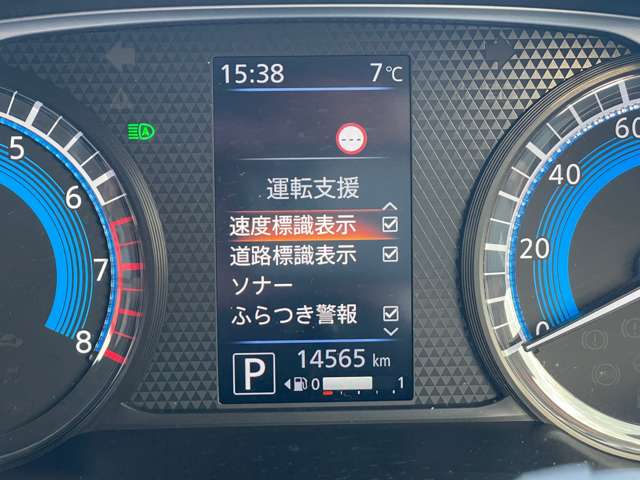 15:38 7℃
運転支援
速度標識表示
道路標識表示
ソナー
ふらつき警報
P 14565 km
0 1
5
6
7
8
60
40
20
0